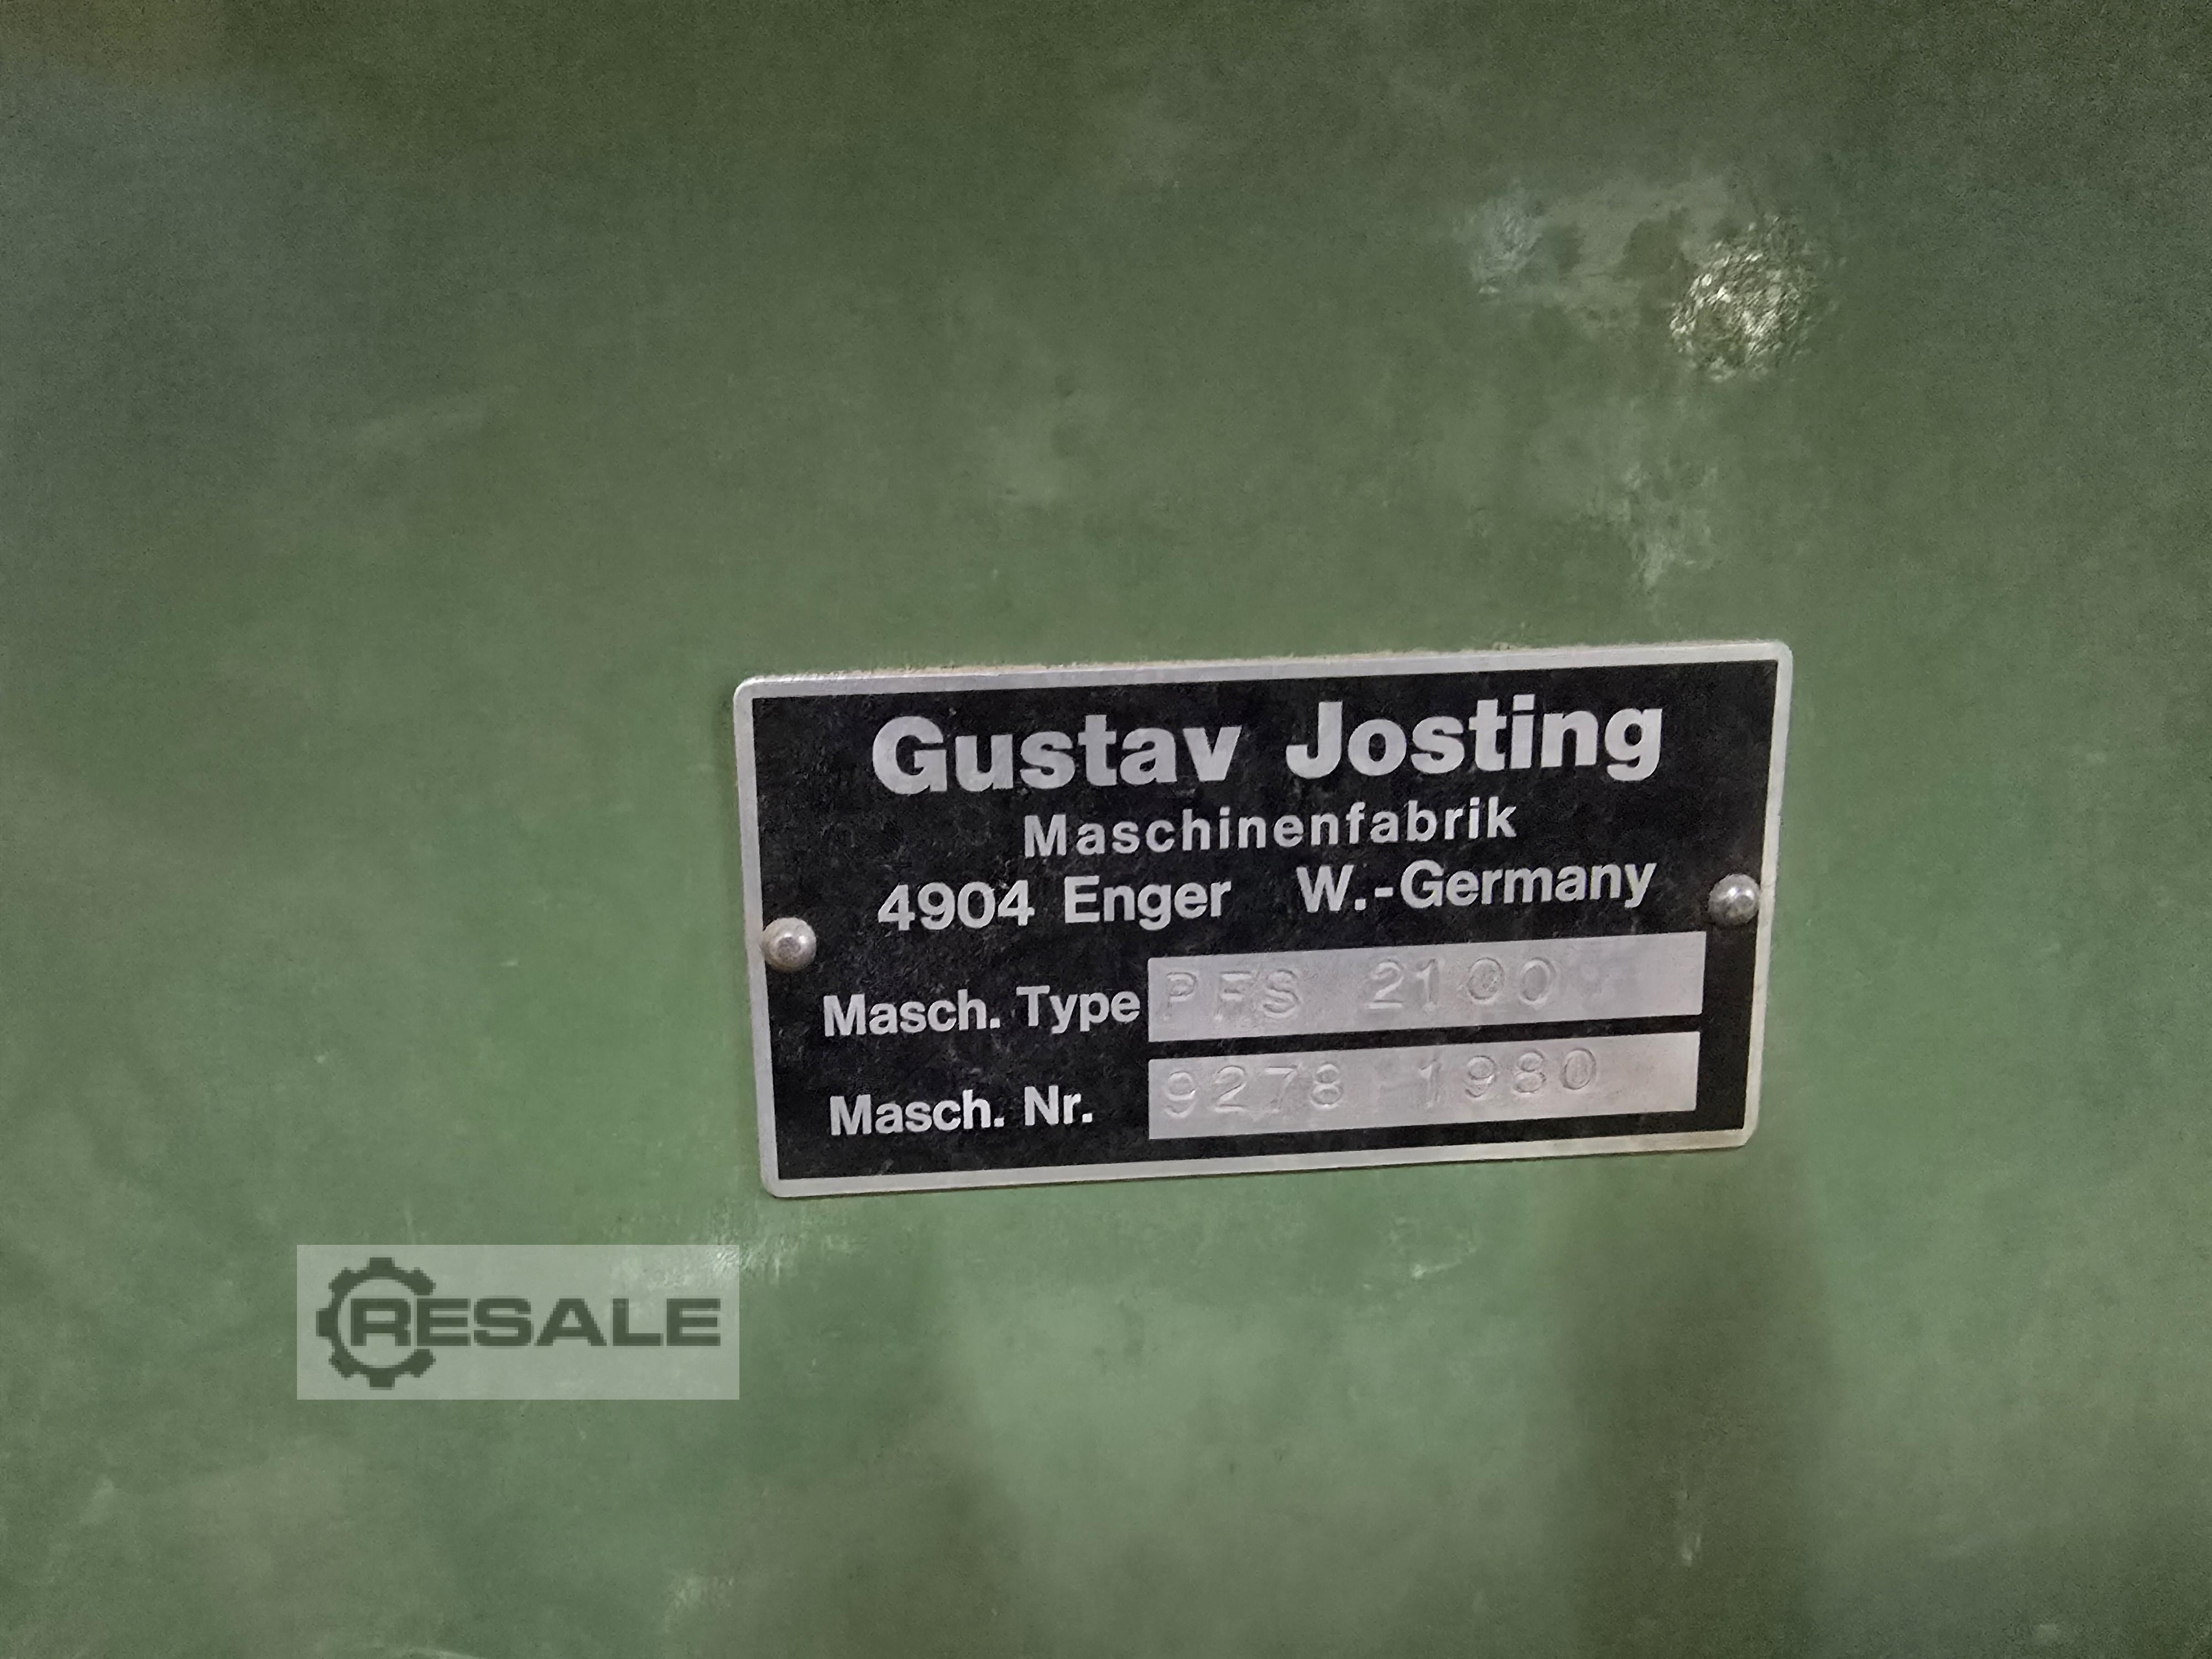 Gustav Josting
Maschinenfabrik
4904 Enger W.-Germany
Masch. Type PFS 2100
Masch. Nr. 9278 1980
RESALE